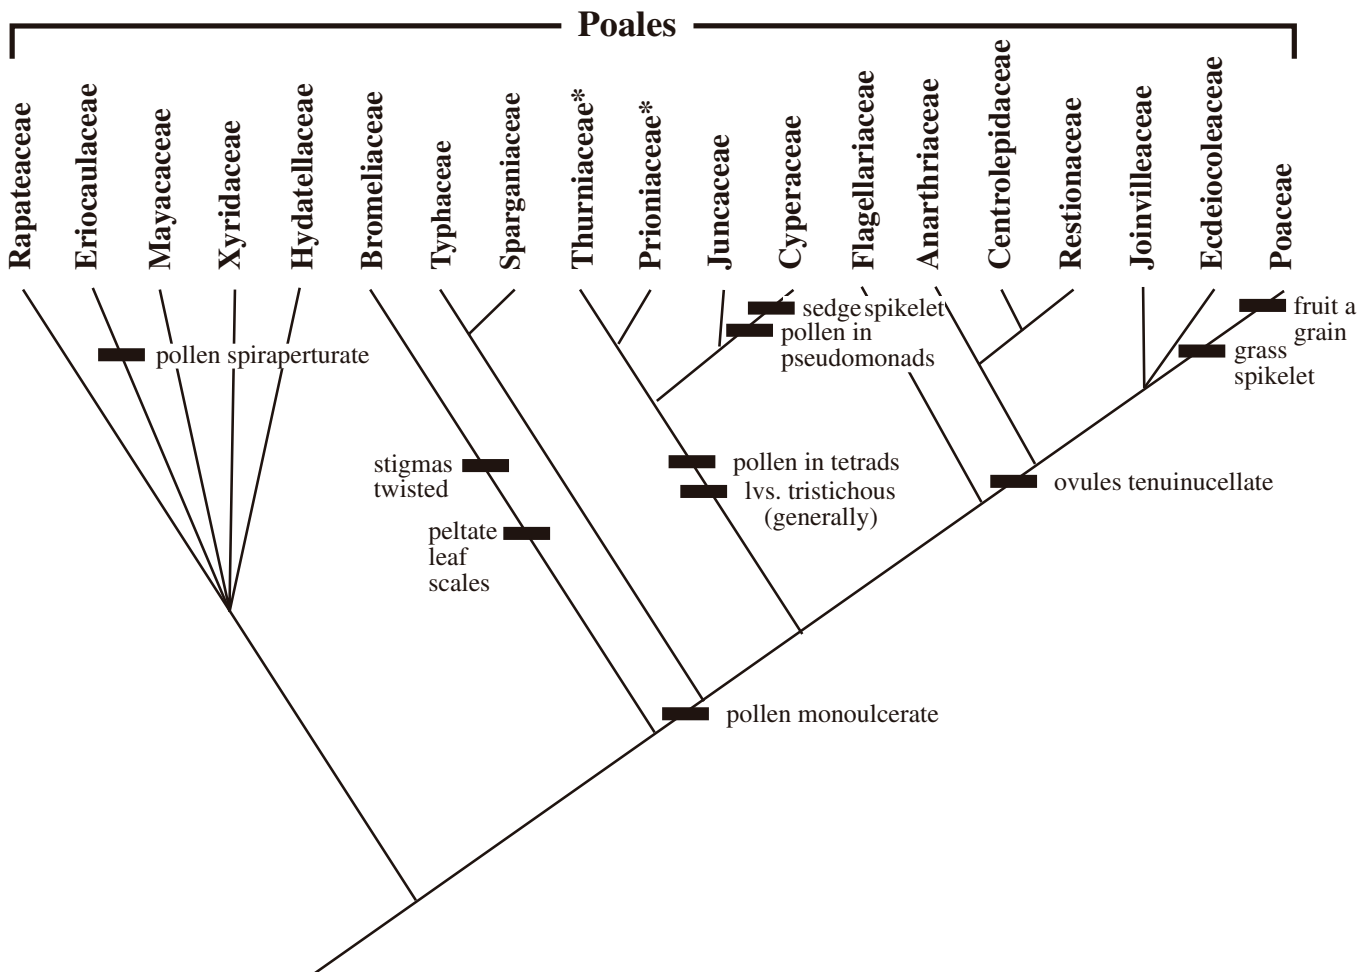 Poales
Rapateaceae
Eriocaulaceae
Mayacaceae
Xyridaceae
Hydatellaceae
Bromeliaceae
Typhaceae
Sparganiaceae
Thurniaceae*
Prioniaceae*
Juncaceae
Cyperaceae
Flagellariaceae
Anarthriaceae
Centrolepidaceae
Restionaceae
Joinvilleaceae
Ecdeiocoleaceae
Poaceae
sedge spikelet
pollen in
pseudomonads
fruit a
grain
grass
spikelet
pollen spiraperturate
stigmas
twisted
pollen in tetrads
lvs. tristichous
(generally)
ovules tenuinucellate
peltate
leaf
scales
pollen monoulcerate